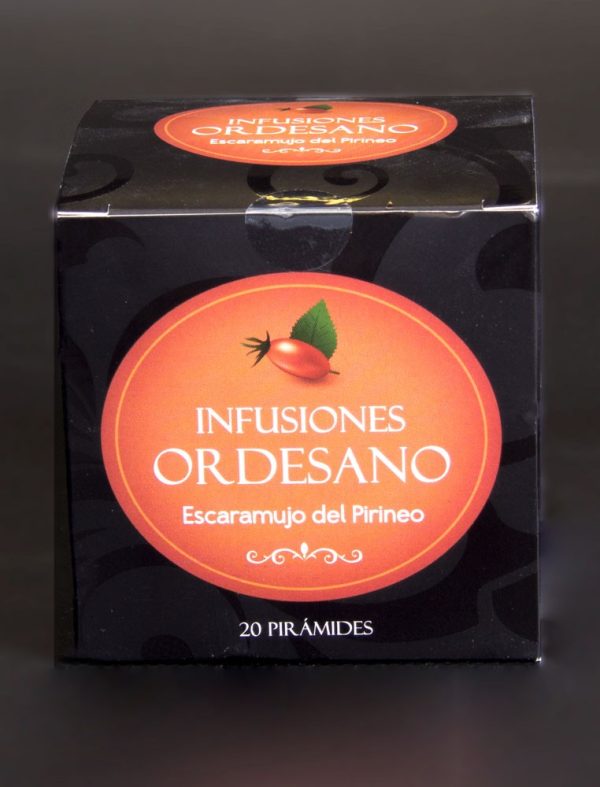 INFUSIONES
ORDESANO
Escaramujo del Pirineo
INFUSIONES
ORDESANO
Escaramujo del Pirineo
20 PIRÁMIDES